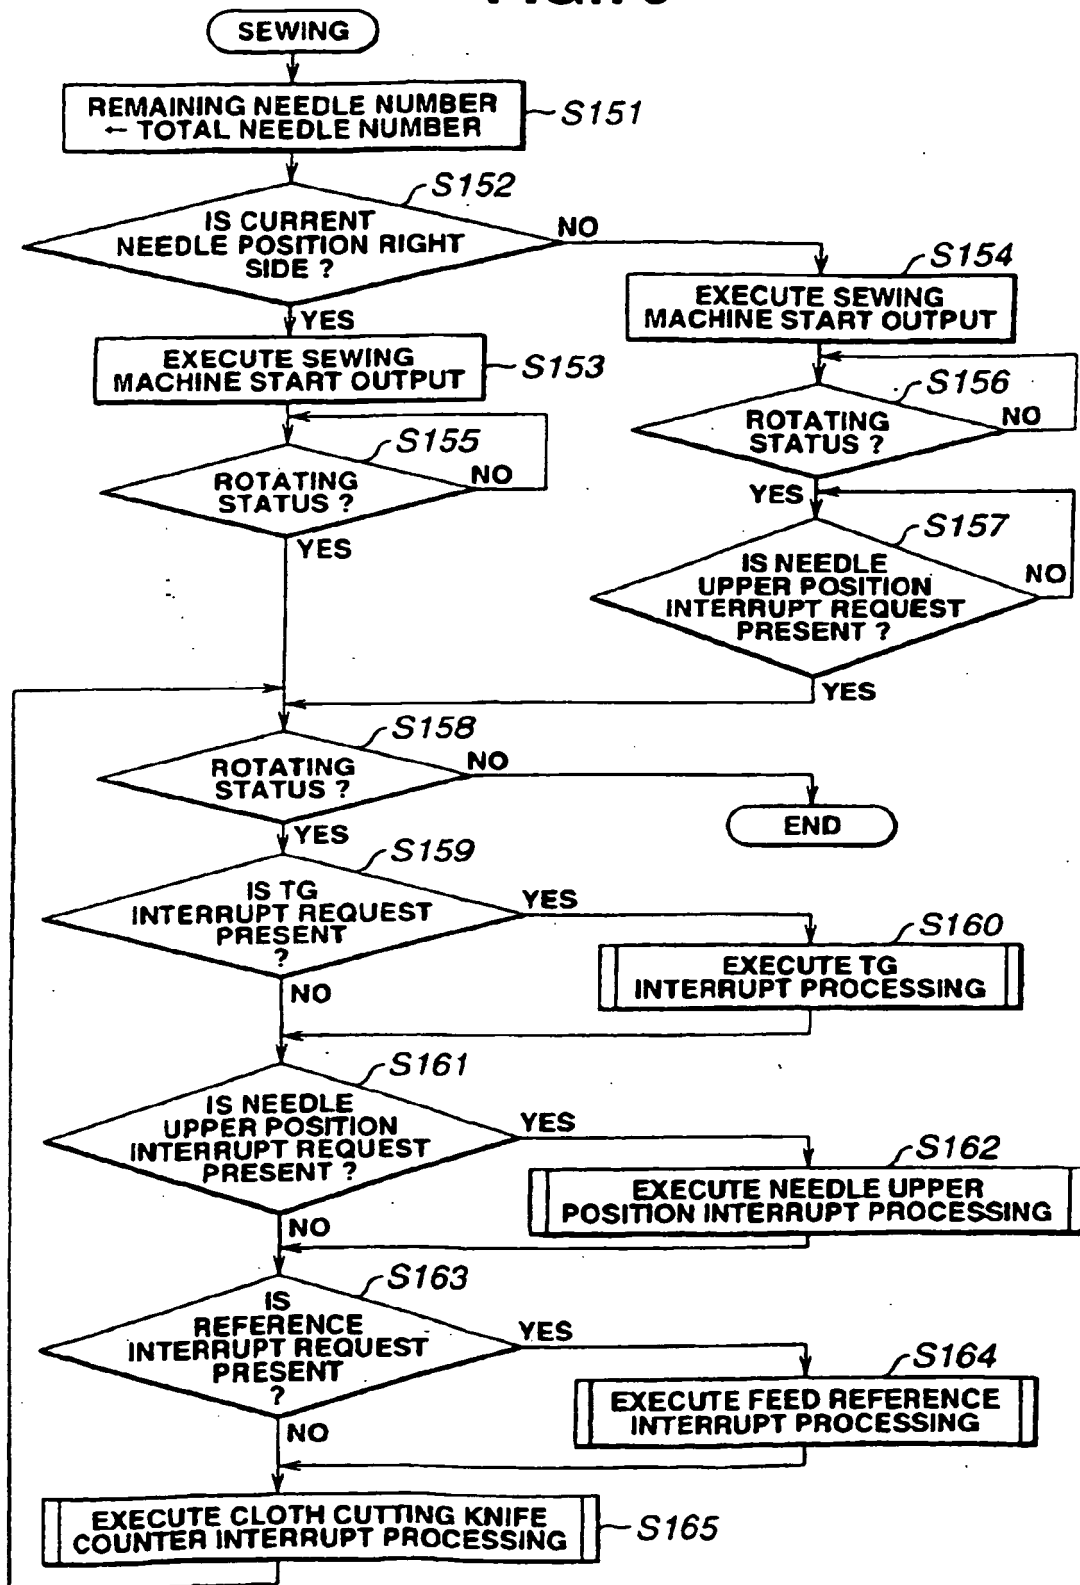 SEWING
REMAINING NEEDLE NUMBER
← TOTAL NEEDLE NUMBER
S151
S152
IS CURRENT
NEEDLE POSITION RIGHT
SIDE ?
NO
YES
S154
EXECUTE SEWING
MACHINE START OUTPUT
EXECUTE SEWING
MACHINE START OUTPUT
S153
S156
ROTATING
STATUS ?
NO
YES
S155
ROTATING
STATUS ?
NO
YES
S157
IS NEEDLE
UPPER POSITION
INTERRUPT REQUEST
PRESENT ?
NO
YES
S158
ROTATING
STATUS ?
NO
YES
END
S159
IS TG
INTERRUPT REQUEST
PRESENT
?
YES
NO
S160
EXECUTE TG
INTERRUPT PROCESSING
S161
IS NEEDLE
UPPER POSITION
INTERRUPT REQUEST
PRESENT ?
YES
NO
S162
EXECUTE NEEDLE UPPER
POSITION INTERRUPT PROCESSING
S163
IS
REFERENCE
INTERRUPT REQUEST
PRESENT
?
YES
NO
S164
EXECUTE FEED REFERENCE
INTERRUPT PROCESSING
EXECUTE CLOTH CUTTING KNIFE
COUNTER INTERRUPT PROCESSING
S165